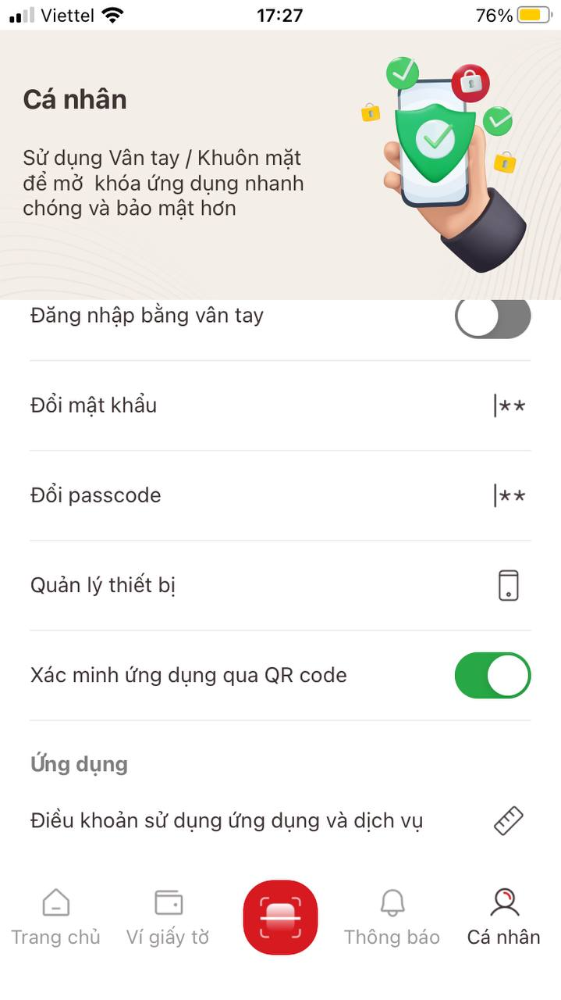 Viettel 17:27 76%
Cá nhân
Sử dụng Vân tay / Khuôn mặt
để mở  khóa ứng dụng nhanh
chóng và bảo mật hơn
Đăng nhập bằng vân tay
Đổi mật khẩu |**
Đổi passcode |**
Quản lý thiết bị
Xác minh ứng dụng qua QR code
Ứng dụng
Điều khoản sử dụng ứng dụng và dịch vụ
Trang chủ Ví giấy tờ Thông báo Cá nhân